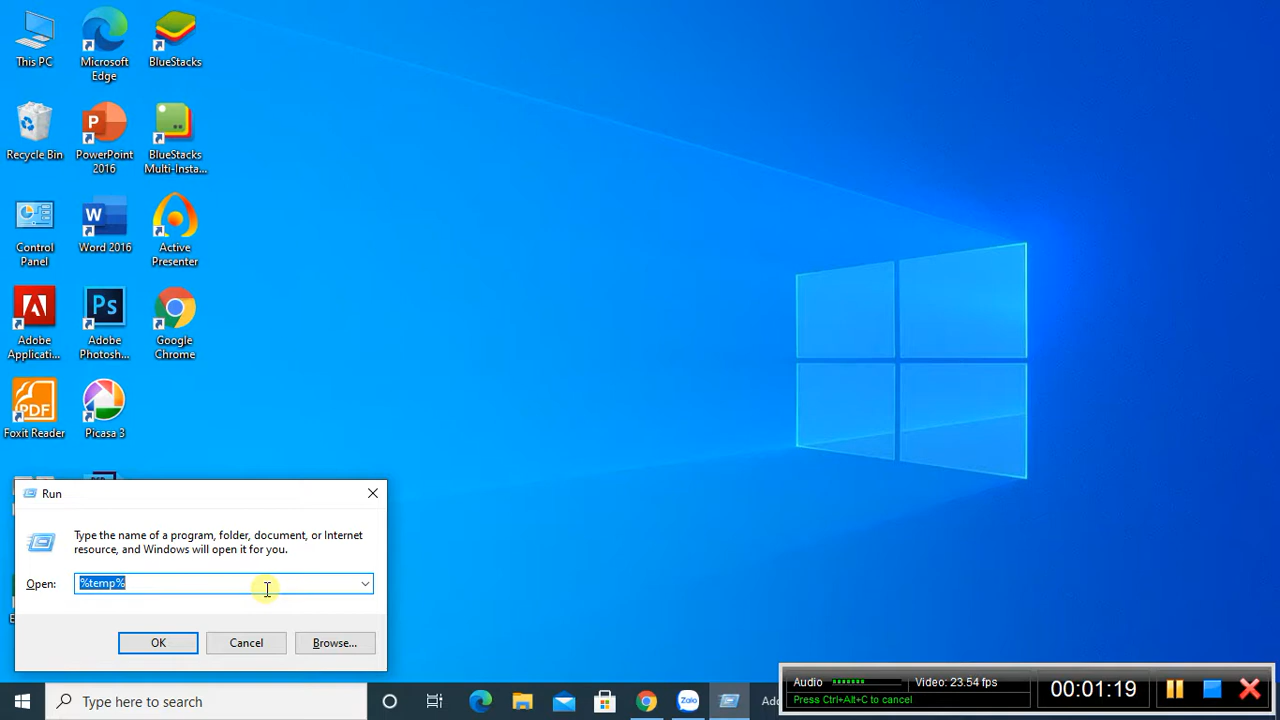 This PC
Microsoft
Edge
BlueStacks
Recycle Bin
PowerPoint
2016
BlueStacks
Multi-Insta...
Control
Panel
Word 2016
Active
Presenter
Adobe
Applicati...
Adobe
Photosh...
Google
Chrome
PDF
Foxit Reader
Picasa 3
Run
Type the name of a program, folder, document, or Internet
resource, and Windows will open it for you.
Open:
%temp%
OK
Cancel
Browse...
Audio
Video: 23.54 fps
Press Ctrl+Alt+C to cancel
00:01:19
Type here to search
Zalo